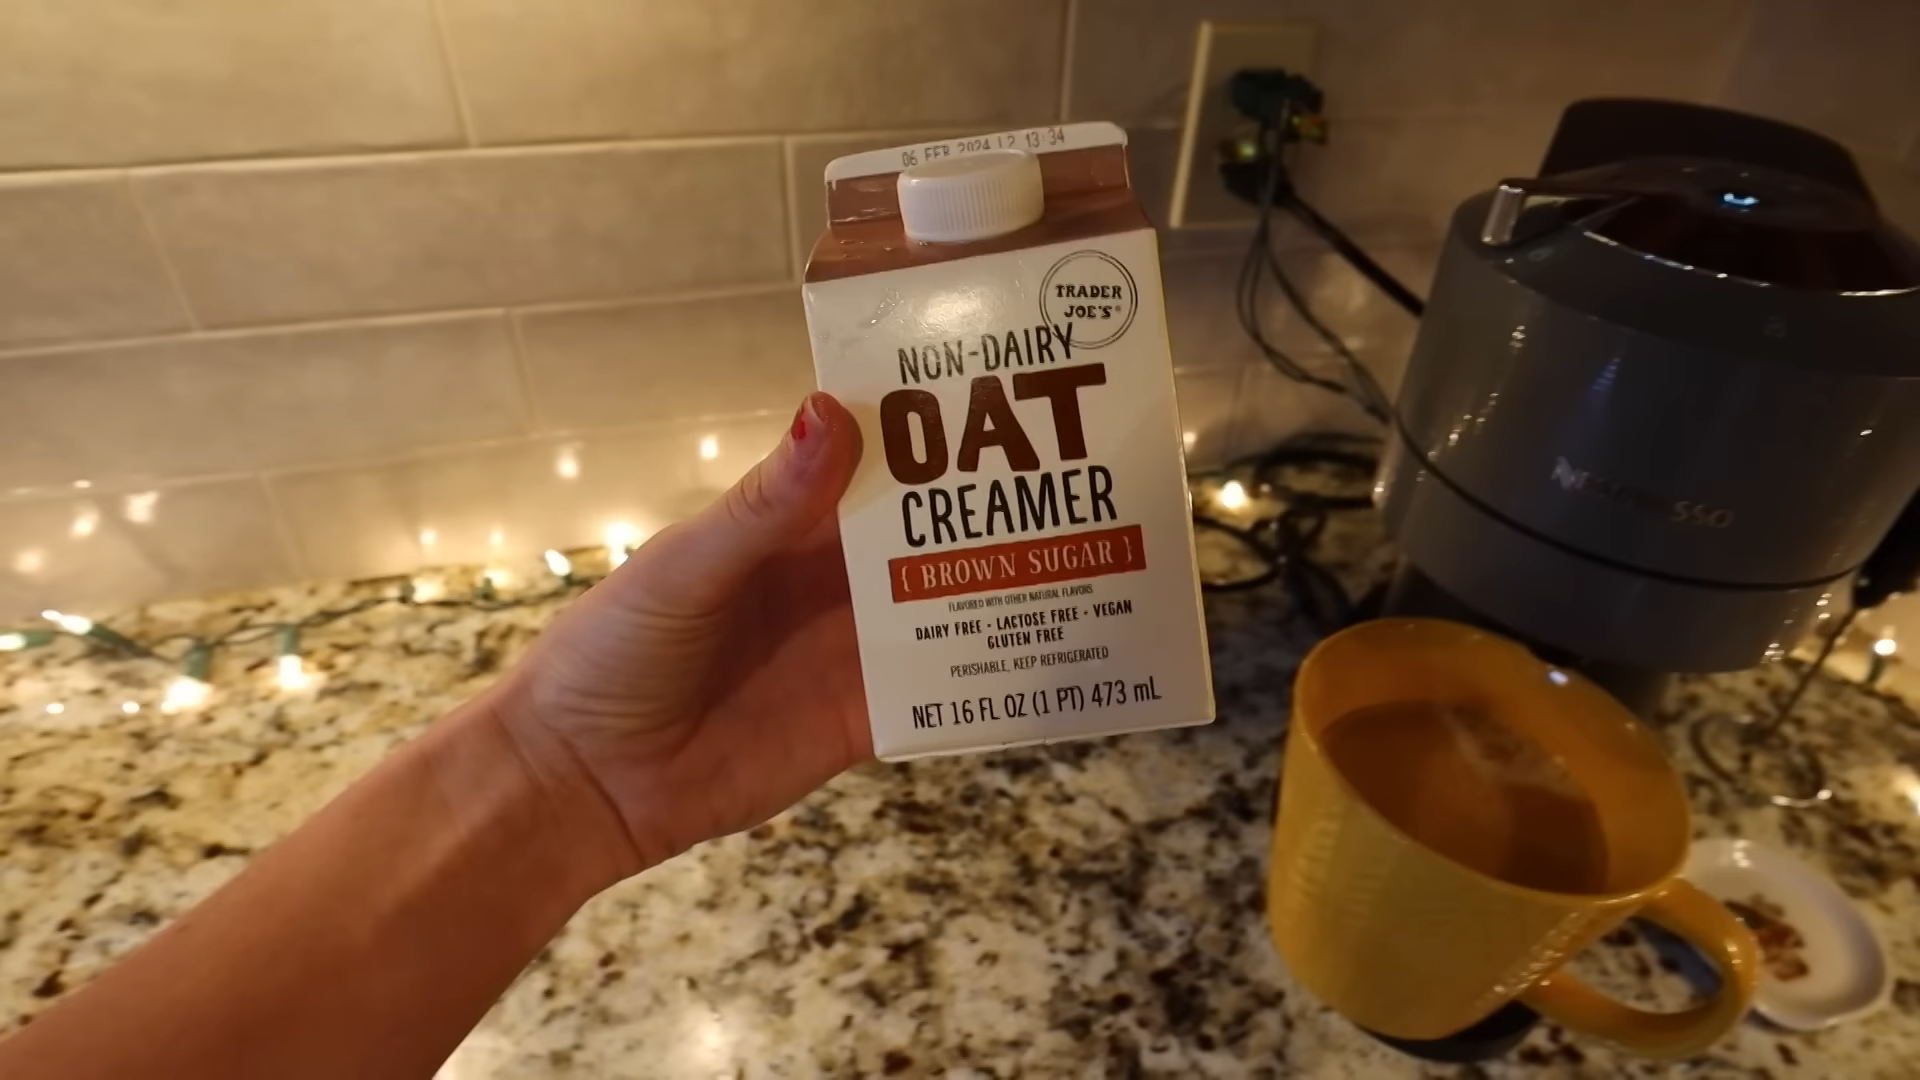 06 FEB 2024 L2 13:34
TRADER
JOE'S®
NON-DAIRY
OAT
CREAMER
{ BROWN SUGAR }
FLAVORED WITH OTHER NATURAL FLAVORS
DAIRY FREE • LACTOSE FREE • VEGAN
GLUTEN FREE
PERISHABLE, KEEP REFRIGERATED
NET 16 FL OZ (1 PT) 473 mL
NESPRESSO